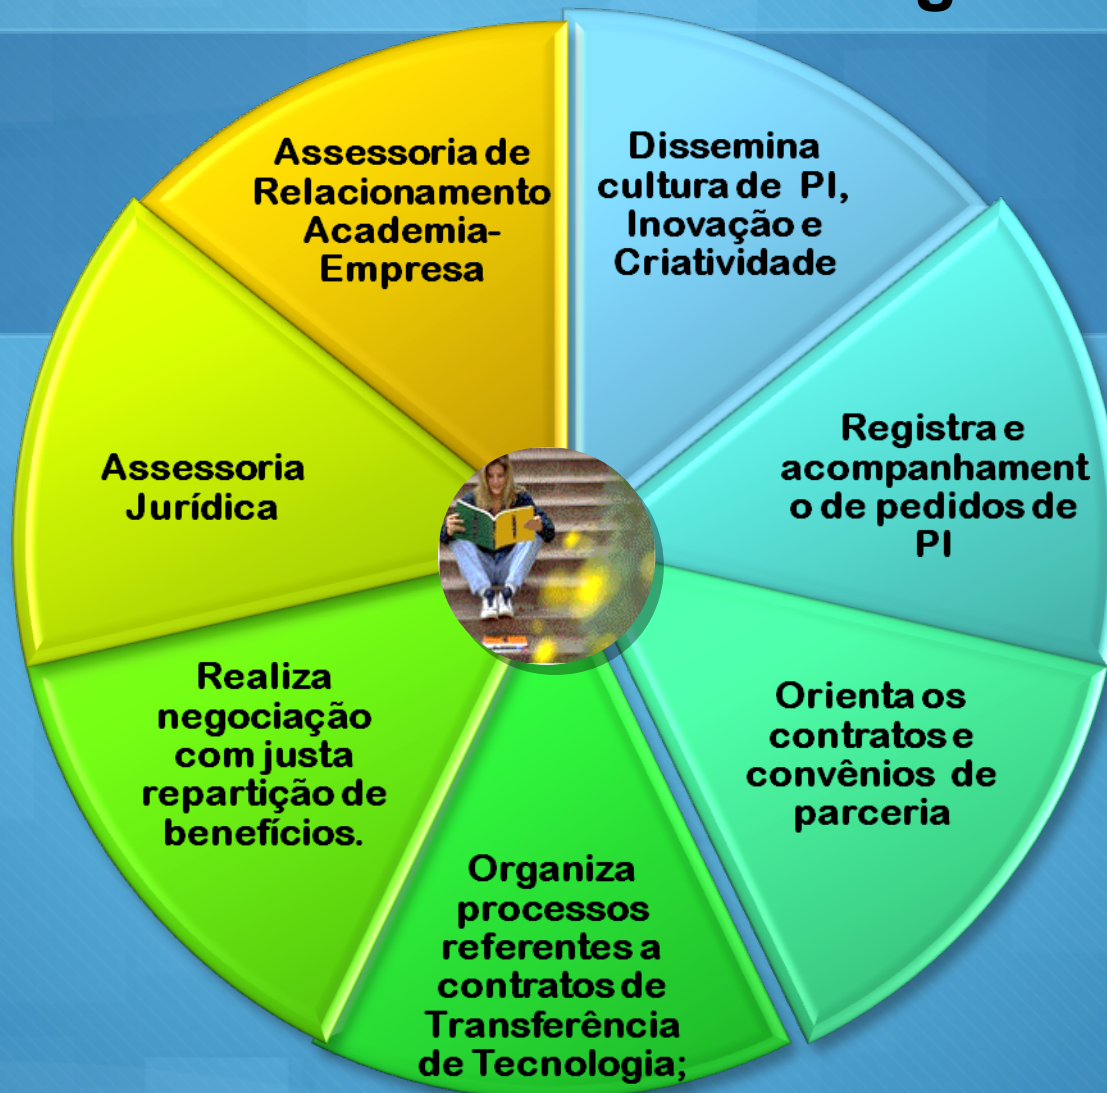 Dissemina
cultura de PI,
Inovação e
Criatividade
Registra e
acompanhament
o de pedidos de
PI
Orienta os
contratos e
convênios de
parceria
Organiza
processos
referentes a
contratos de
Transferência
de Tecnologia;
Realiza
negociação
com justa
repartição de
benefícios.
Assessoria
Jurídica
Assessoria de
Relacionamento
Academia-
Empresa